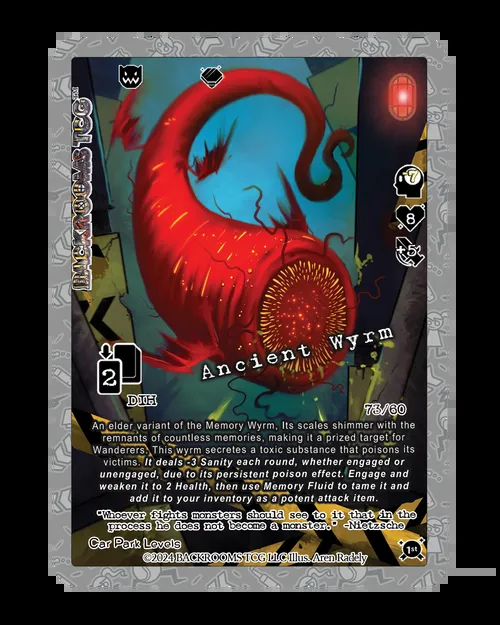 BACKROOMS TCG™
7
8
+5
Ancient Wyrm
2
DIH
73/60
An elder variant of the Memory Wyrm, Its scales shimmer with the
remnants of countless memories, making it a prized target for
Wanderers. This wyrm secretes a toxic substance that poisons its
victims. It deals -3 Sanity each round, whether engaged or
unengaged, due to its persistent poison effect. Engage and
weaken it to 2 Health, then use Memory Fluid to tame it and
add it to your inventory as a potent attack item.
"Whoever fights monsters should see to it that in the
process he does not become a monster." -Nietzsche
Car Park Levels
©2024 BACKROOMS TCG LLC Illus. Aren Radely
1st